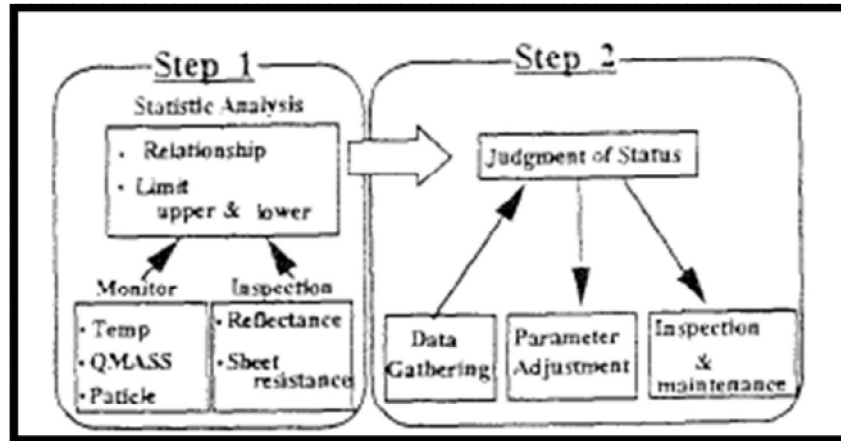 Step 1
Statistic Analysis
· Relationship
· Limit
upper & lower
Monitor
· Temp
· QMASS
· Paticle
Inspection
· Reflectance
· Sheet
resistance
Step 2
Judgment of Status
Data
Gathering
Parameter
Adjustment
Inspection
&
maintenance